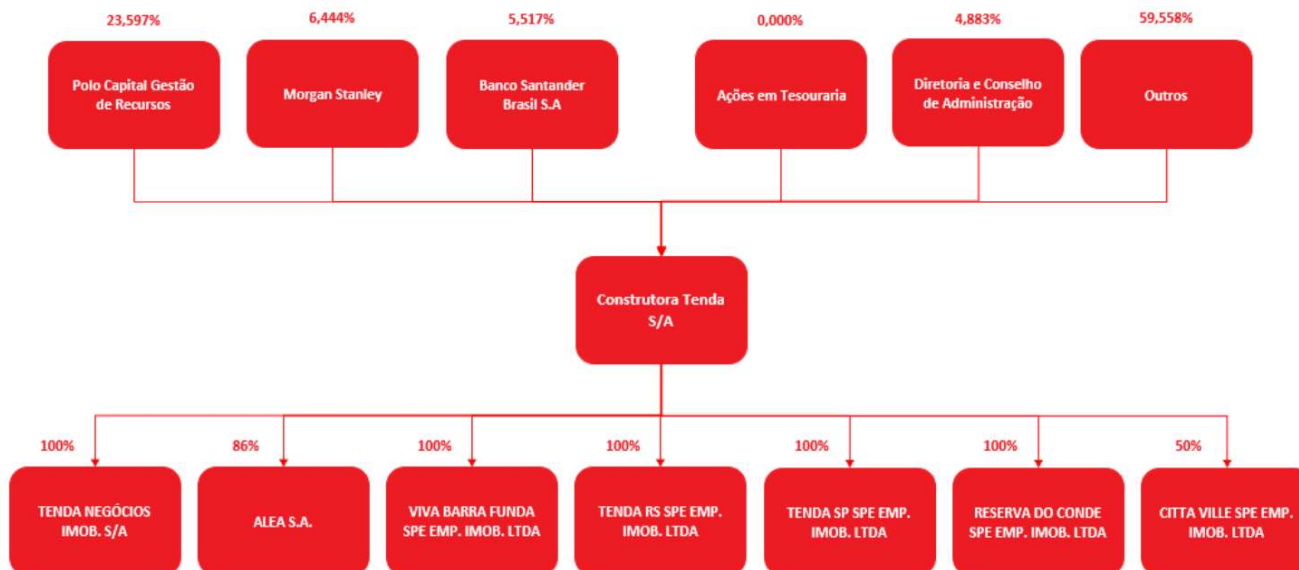 23,597%
6,444%
5,517%
0,000%
4,883%
59,558%
Polo Capital Gestão
de Recursos
Morgan Stanley
Banco Santander
Brasil S.A
Ações em Tesouraria
Diretoria e Conselho
de Administração
Outros
Construtora Tenda
S/A
100%
86%
100%
100%
100%
100%
50%
TENDA NEGÓCIOS
IMOB. S/A
ALEA S.A.
VIVA BARRA FUNDA
SPE EMP. IMOB. LTDA
TENDA RS SPE EMP.
IMOB. LTDA
TENDA SP SPE EMP.
IMOB. LTDA
RESERVA DO CONDE
SPE EMP. IMOB. LTDA
CITTA VILLE SPE EMP.
IMOB. LTDA